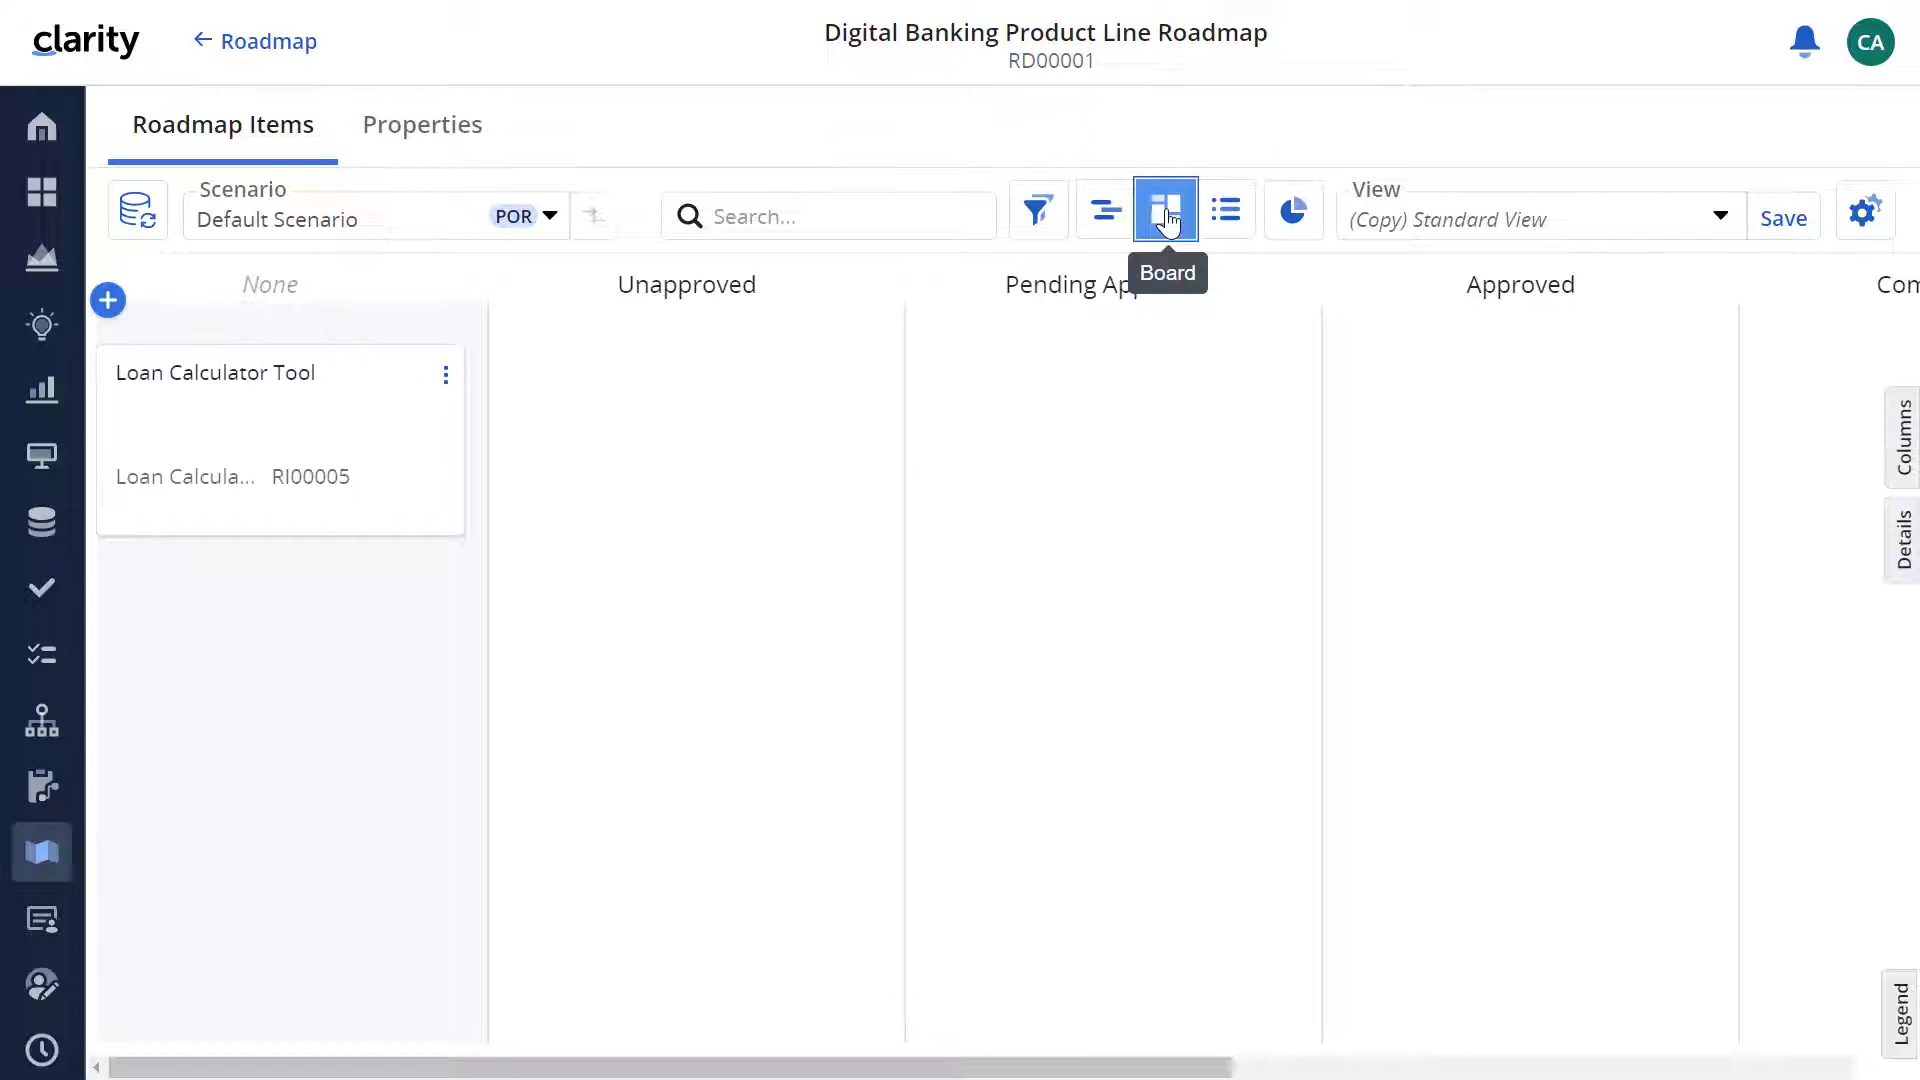 clarity
Roadmap
Digital Banking Product Line Roadmap
RD00001
CA
Roadmap Items
Properties
Scenario
Default Scenario
POR
Search...
View
(Copy) Standard View
Save
Board
None
Unapproved
Pending Ap
Approved
Com
Loan Calculator Tool
Loan Calcula... RI00005
Columns
Details
Legend